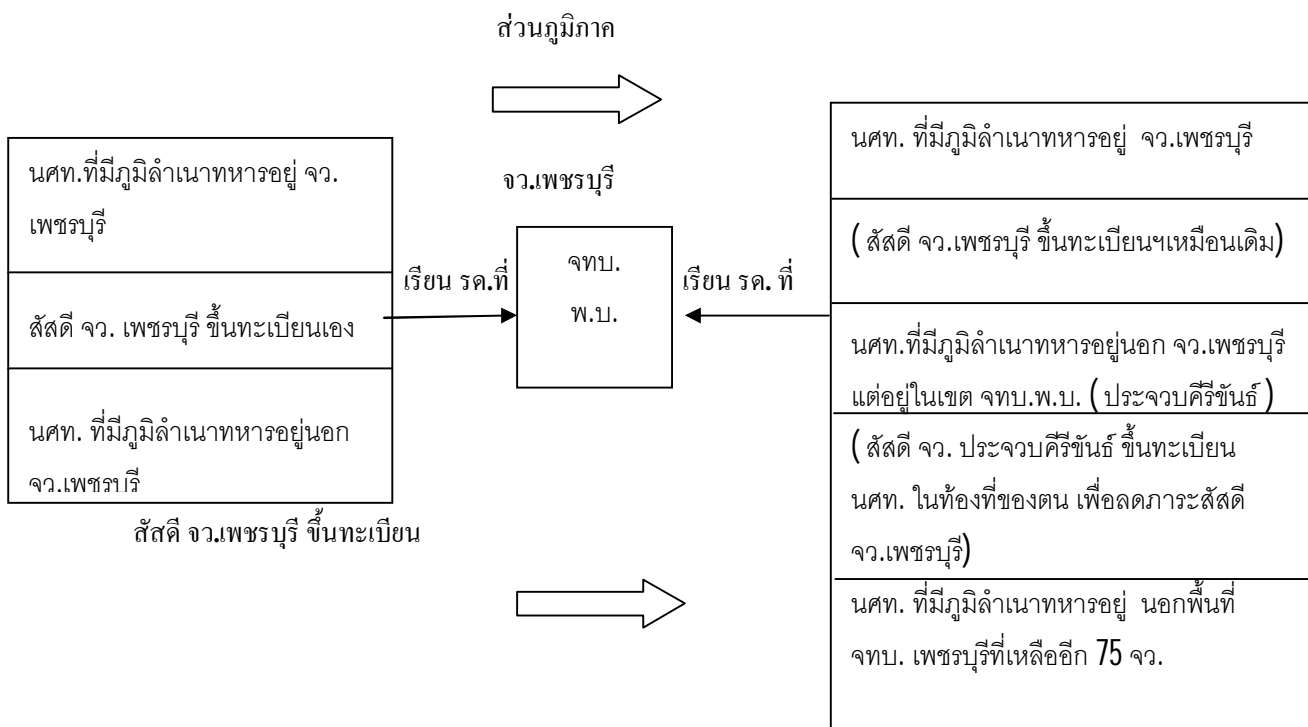 ส่วนภูมิภาค
จว.เพชรบุรี
นศท.ที่มีภูมิลำเนาทหารอยู่ จว.
เพชรบุรี
สัสดี จว. เพชรบุรี ขึ้นทะเบียนเอง
นศท. ที่มีภูมิลำเนาทหารอยู่นอก
จว.เพชรบุรี
สัสดี จว.เพชรบุรี ขึ้นทะเบียน
เรียน รด.ที่
จทบ.
พ.บ.
เรียน รด. ที่
นศท. ที่มีภูมิลำเนาทหารอยู่ จว.เพชรบุรี
( สัสดี จว.เพชรบุรี ขึ้นทะเบียนฯเหมือนเดิม)
นศท.ที่มีภูมิลำเนาทหารอยู่นอก จว.เพชรบุรี
แต่อยู่ในเขต จทบ.พ.บ. ( ประจวบคีรีขันธ์ )
( สัสดี จว. ประจวบคีรีขันธ์ ขึ้นทะเบียน
นศท. ในท้องที่ของตน เพื่อลดภาระสัสดี
จว.เพชรบุรี)
นศท. ที่มีภูมิลำเนาทหารอยู่ นอกพื้นที่
จทบ. เพชรบุรีที่เหลืออีก 75 จว.